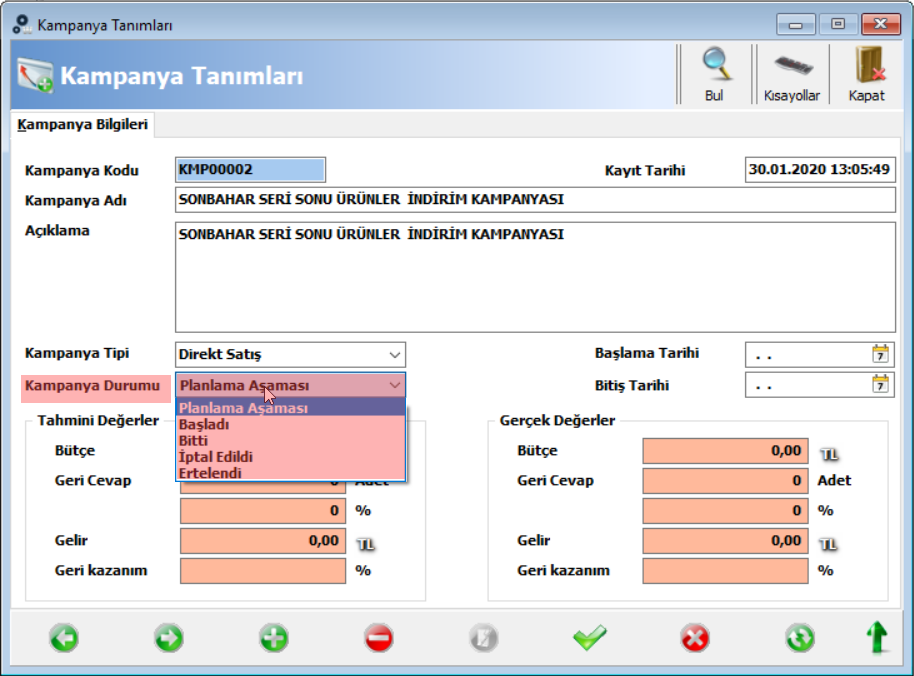 Kampanya Tanımları
Kampanya Tanımları
Bul
Kısayollar
Kapat
Kampanya Bilgileri
Kampanya Kodu KMP00002 Kayıt Tarihi 30.01.2020 13:05:49
Kampanya Adı SONBAHAR SERİ SONU ÜRÜNLER İNDİRİM KAMPANYASI
Açıklama SONBAHAR SERİ SONU ÜRÜNLER İNDİRİM KAMPANYASI
Kampanya Tipi Direkt Satış Başlama Tarihi . . 7
Kampanya Durumu Planlama Aşaması Bitiş Tarihi . . 7
Planlama Aşaması
Başladı
Bitti
İptal Edildi
Ertelendi
Tahmini Değerler
Bütçe
Geri Cevap 0 Adet
0 %
Gelir 0,00 TL
Geri kazanım %
Gerçek Değerler
Bütçe 0,00 TL
Geri Cevap 0 Adet
0 %
Gelir 0,00 TL
Geri kazanım %